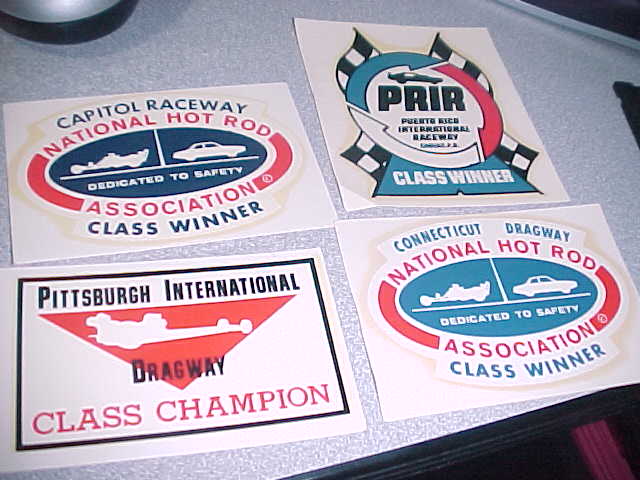 CAPITOL RACEWAY
NATIONAL HOT ROD
DEDICATED TO SAFETY
ASSOCIATION
CLASS WINNER
PRIR
PUERTO RICO
INTERNATIONAL
RACEWAY
CLASS WINNER
PITTSBURGH INTERNATIONAL
DRAGWAY
CLASS CHAMPION
CONNECTICUT DRAGWAY
NATIONAL HOT ROD
DEDICATED TO SAFETY
ASSOCIATION
CLASS WINNER